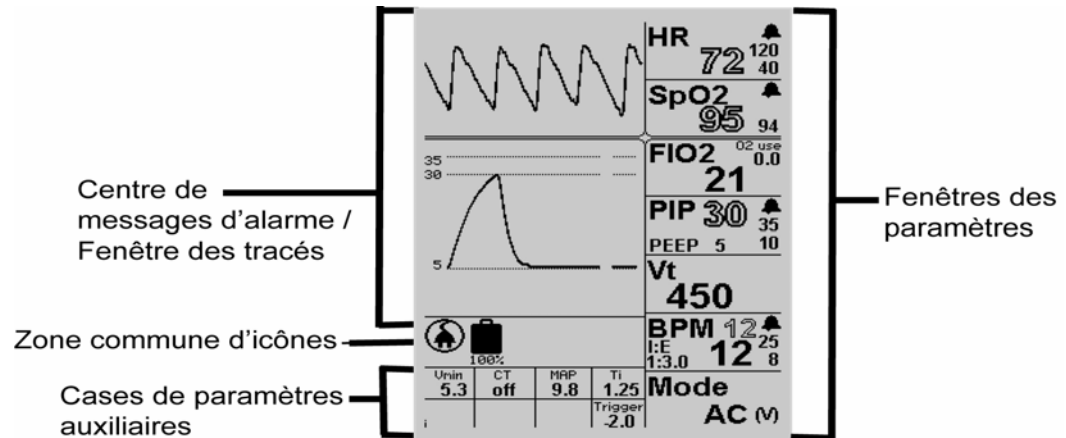 Centre de
messages d'alarme /
Fenêtre des tracés
Zone commune d'icônes
Cases de paramètres
auxiliaires
35
30
5
100%
Vmin
5.3
CT
off
MAP
9.8
Ti
1.25
Trigger
-2.0
HR
72
120
40
SpO2
95
94
FIO2
O2 use
0.0
21
PIP 30
35
PEEP 5
10
Vt
450
BPM 12
25
I:E
1:3.0
12
8
Mode
AC (V)
Fenêtres des
paramètres